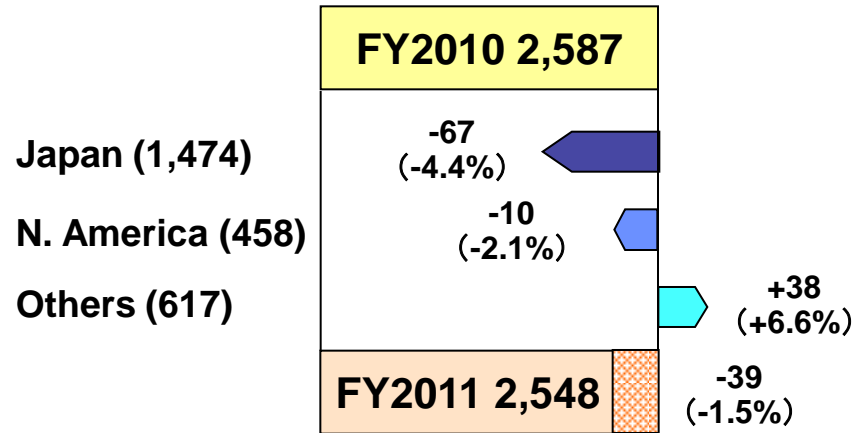 FY2010 2,587
Japan (1,474)
-67
(-4.4%)
N. America (458)
-10
(-2.1%)
Others (617)
+38
(+6.6%)
FY2011 2,548
-39
(-1.5%)